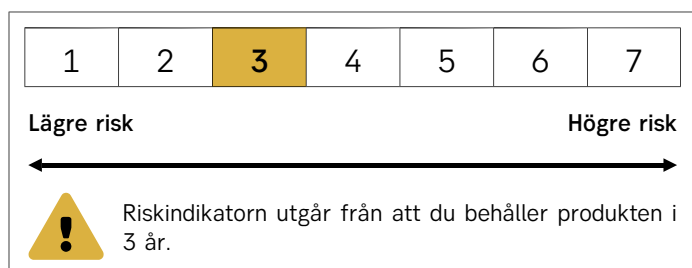 1 2 3 4 5 6 7
Lägre risk Högre risk
Riskindikatorn utgår från att du behåller produkten i
3 år.